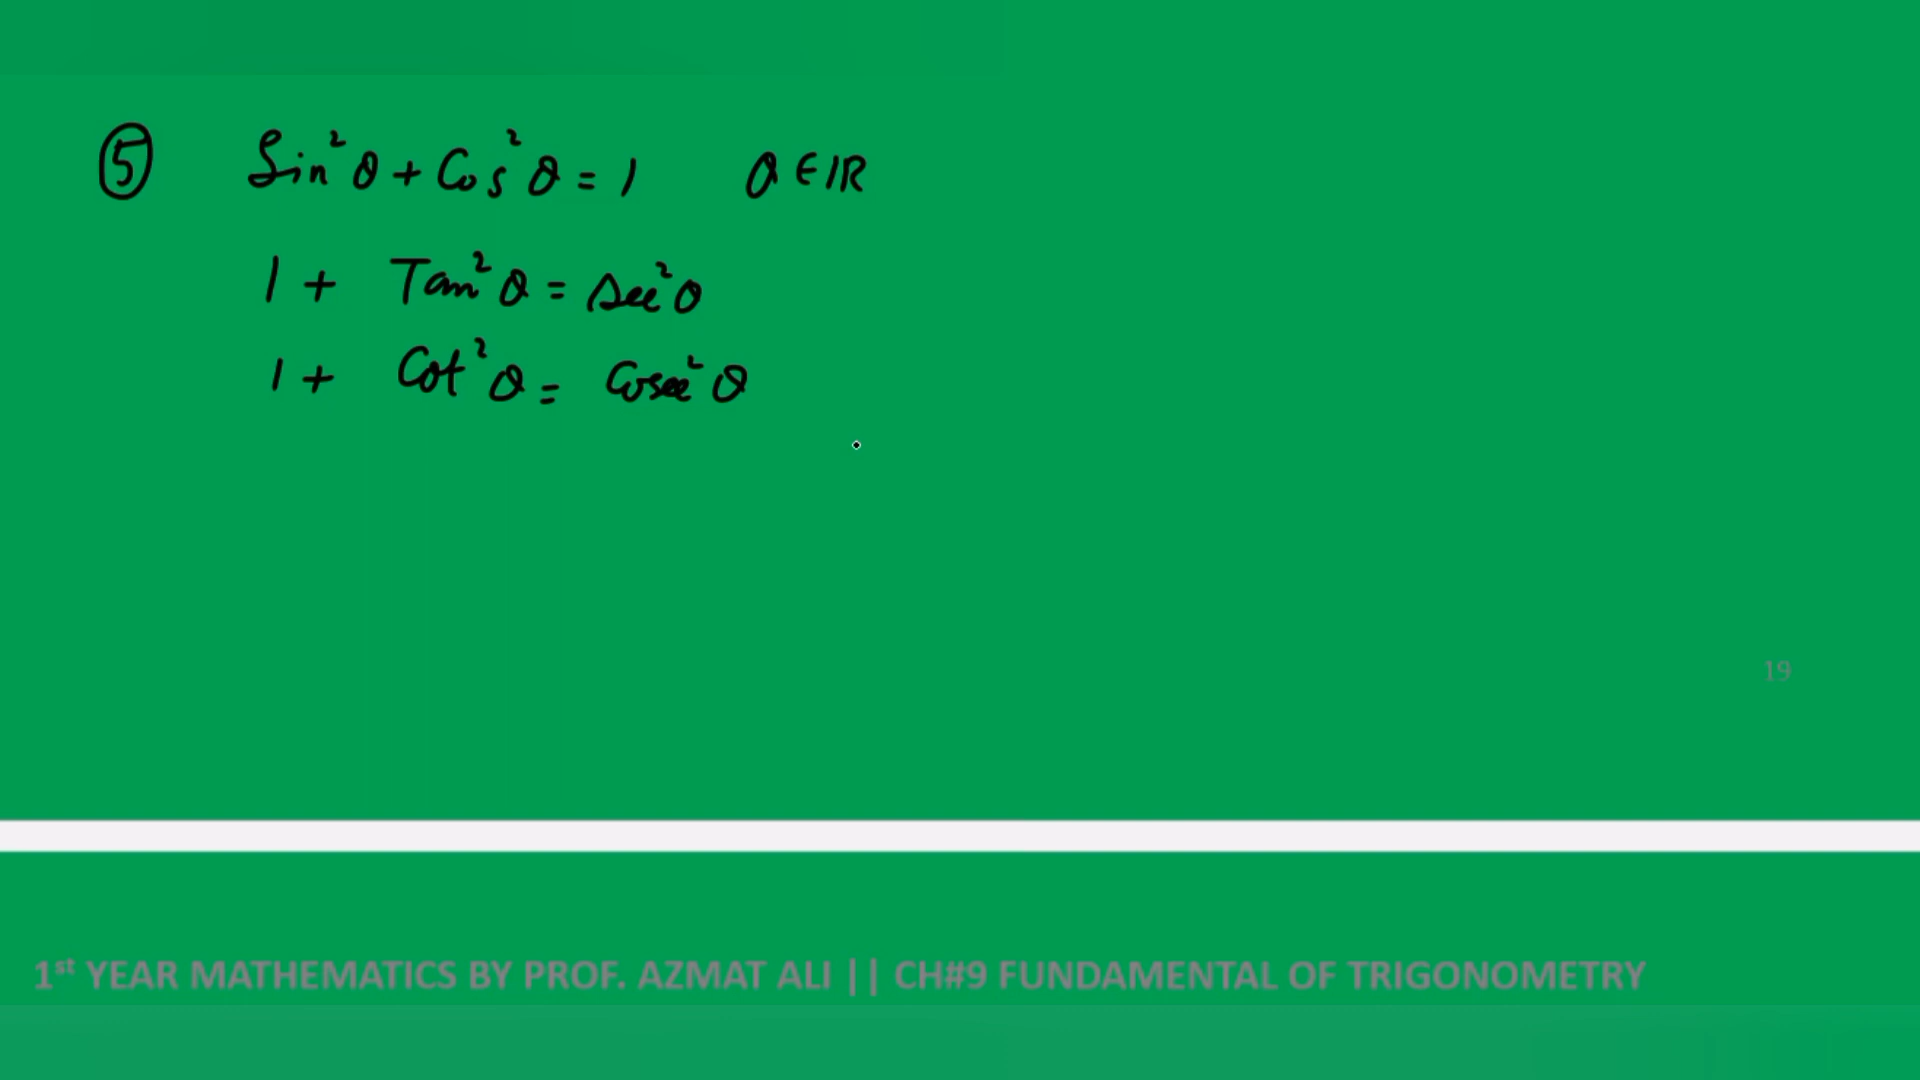 ⑤ Sin²θ + Cos²θ = 1 θ ∈ ℝ
1 + Tan²θ = sec²θ
1 + Cot²θ = Cosec²θ
19
1st YEAR MATHEMATICS BY PROF. AZMAT ALI || CH#9 FUNDAMENTAL OF TRIGONOMETRY